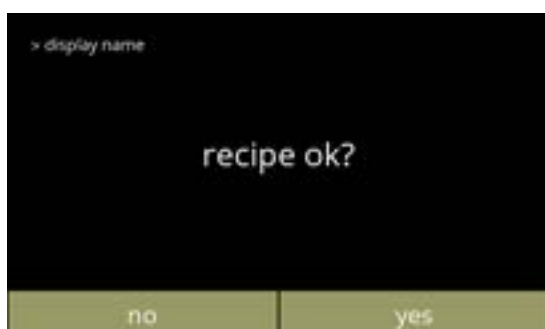 > display name
recipe ok?
no
yes